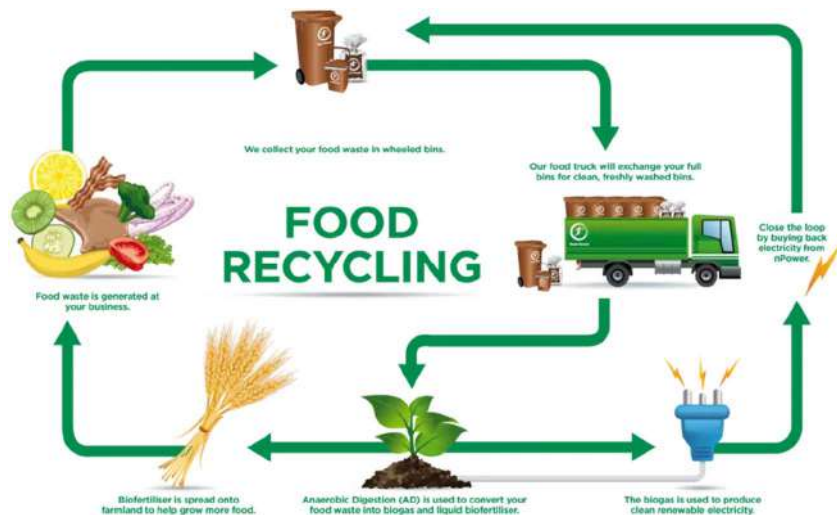 We collect your food waste in wheeled bins.
Our food truck will exchange your full
bins for clean, freshly washed bins.
FOOD
RECYCLING
Close the loop
by buying back
electricity from
nPower.
Food waste is generated at
your business.
Biofertiliser is spread onto
farmland to help grow more food.
Anaerobic Digestion (AD) is used to convert your
food waste into biogas and liquid biofertiliser.
The biogas is used to produce
clean renewable electricity.